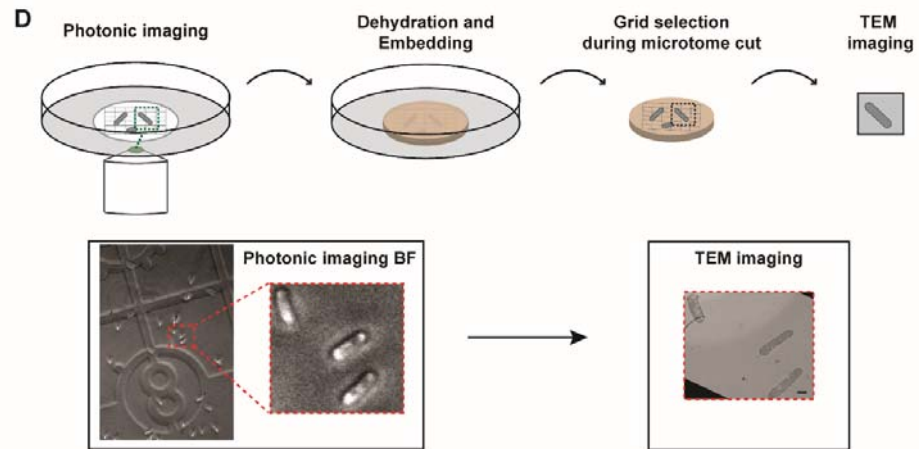 D
Photonic imaging
Dehydration and
Embedding
Grid selection
during microtome cut
TEM
imaging
Photonic imaging BF
TEM imaging
8